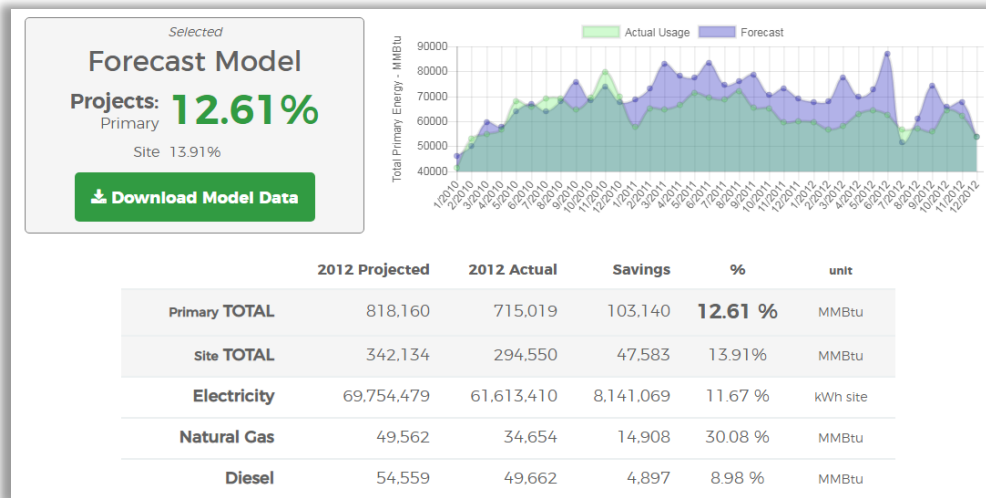 Selected
Forecast Model
Projects: 12.61%
Primary
Site 13.91%
Download Model Data
Actual Usage Forecast
Total Primary Energy - MMBtu
90000
80000
70000
60000
50000
40000
1/2010 2/2010 3/2010 4/2010 5/2010 6/2010 7/2010 8/2010 9/2010 10/2010 11/2010 12/2010 1/2011 2/2011 3/2011 4/2011 5/2011 6/2011 7/2011 8/2011 9/2011 10/2011 11/2011 12/2011 1/2012 2/2012 3/2012 4/2012 5/2012 6/2012 7/2012 8/2012 9/2012 10/2012 11/2012 12/2012
2012 Projected 2012 Actual Savings % unit
Primary TOTAL 818,160 715,019 103,140 12.61 % MMBtu
Site TOTAL 342,134 294,550 47,583 13.91% MMBtu
Electricity 69,754,479 61,613,410 8,141,069 11.67 % kWh site
Natural Gas 49,562 34,654 14,908 30.08 % MMBtu
Diesel 54,559 49,662 4,897 8.98 % MMBtu